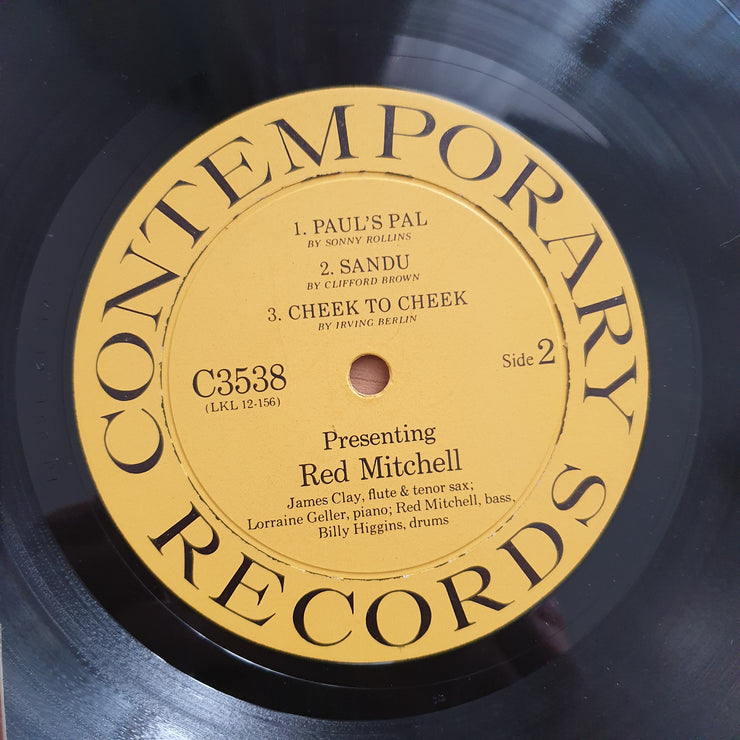 CONTEMPORARY
RECORDS
1. PAUL'S PAL
BY SONNY ROLLINS
2. SANDU
BY CLIFFORD BROWN
3. CHEEK TO CHEEK
BY IRVING BERLIN
C3538
(LKL 12-156)
Side 2
Presenting
Red Mitchell
James Clay, flute & tenor sax;
Lorraine Geller, piano; Red Mitchell, bass,
Billy Higgins, drums